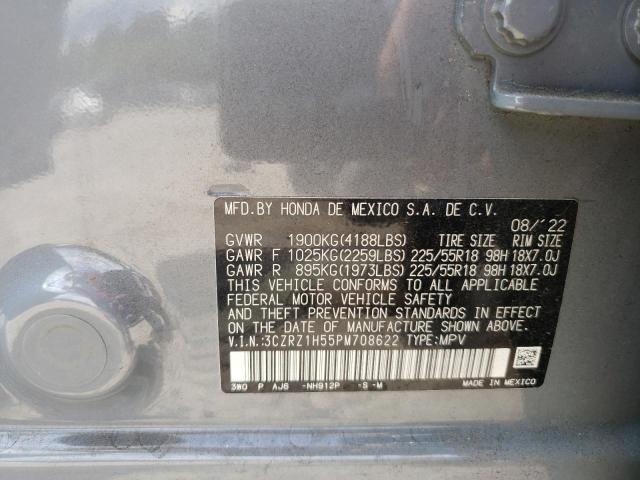 MFD.BY HONDA DE MEXICO S.A. DE C.V.
08/'22
GVWR 1900KG(4188LBS) TIRE SIZE RIM SIZE
GAWR F 1025KG(2259LBS) 225/55R18 98H 18X7.0J
GAWR R 895KG(1973LBS) 225/55R18 98H 18X7.0J
THIS VEHICLE CONFORMS TO ALL APPLICABLE
FEDERAL MOTOR VEHICLE SAFETY
AND THEFT PREVENTION STANDARDS IN EFFECT
ON THE DATE OF MANUFACTURE SHOWN ABOVE.
V.I.N.:3CZRZ1H55PM708622 TYPE:MPV
3W0 P AJ6 -NH912P -S -M
MADE IN MEXICO